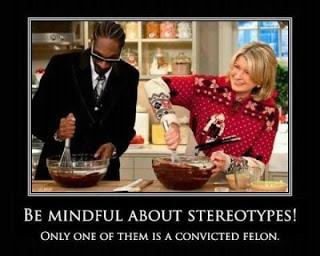 BE MINDFUL ABOUT STEREOTYPES!
ONLY ONE OF THEM IS A CONVICTED FELON.